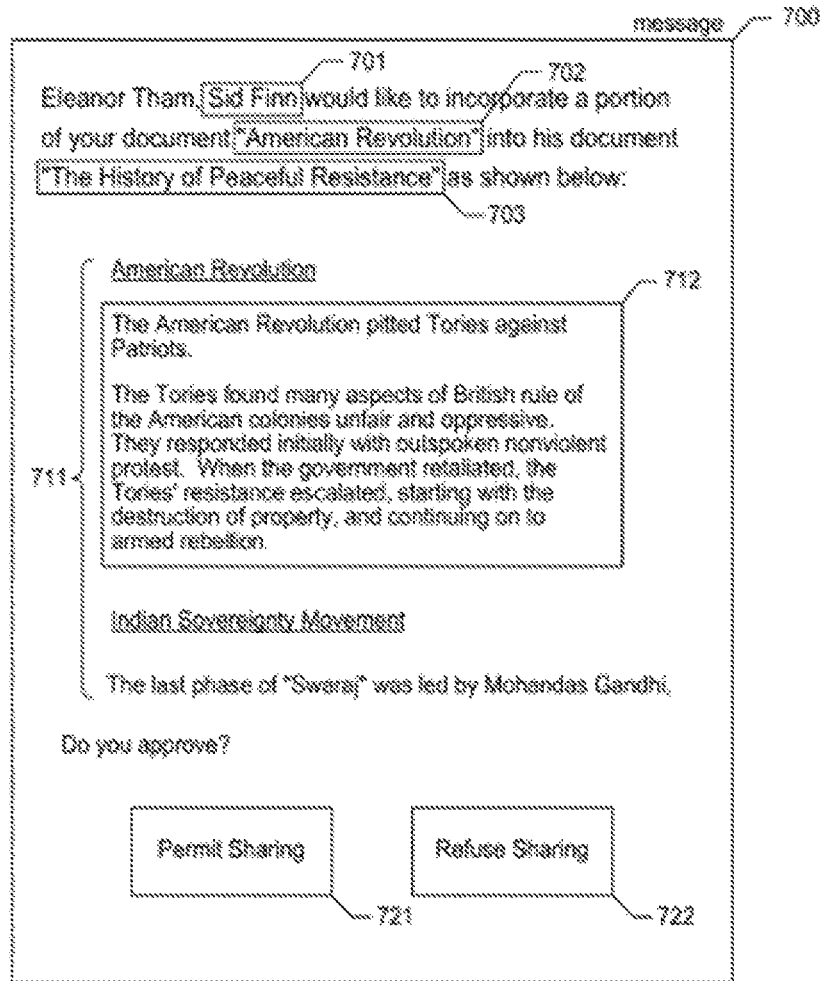 message 700
701
702
Eleanor Tham, Sid Finn would like to incorporate a portion
of your document "American Revolution" into his document
"The History of Peaceful Resistance" as shown below:
703
American Revolution
712
The American Revolution pitted Tories against
Patriots.
The Tories found many aspects of British rule of
the American colonies unfair and oppressive.
They responded initially with outspoken nonviolent
protest. When the government retaliated, the
Tories' resistance escalated, starting with the
destruction of property, and continuing on to
armed rebellion.
711
Indian Sovereignty Movement
The last phase of "Swaraj" was led by Mohandas Gandhi,
Do you approve?
Permit Sharing Refuse Sharing
721 722